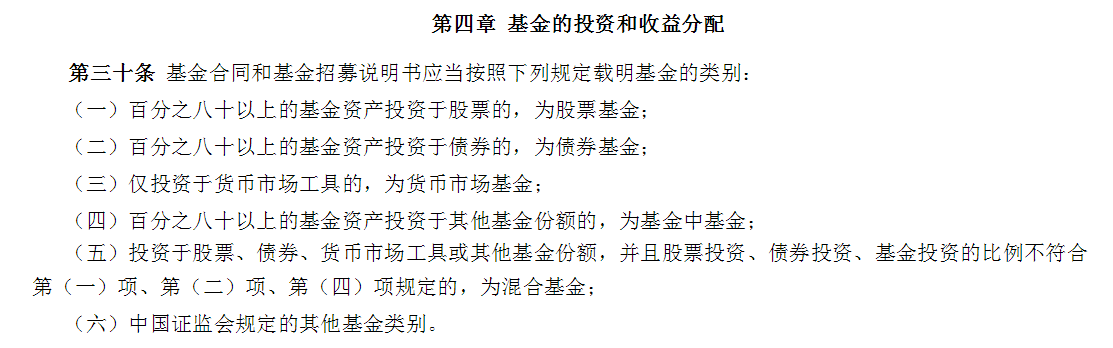 第四章 基金的投资和收益分配
第三十条 基金合同和基金招募说明书应当按照下列规定载明基金的类别：
（一）百分之八十以上的基金资产投资于股票的，为股票基金；
（二）百分之八十以上的基金资产投资于债券的，为债券基金；
（三）仅投资于货币市场工具的，为货币市场基金；
（四）百分之八十以上的基金资产投资于其他基金份额的，为基金中基金；
（五）投资于股票、债券、货币市场工具或其他基金份额，并且股票投资、债券投资、基金投资的比例不符合
第（一）项、第（二）项、第（四）项规定的，为混合基金；
（六）中国证监会规定的其他基金类别。